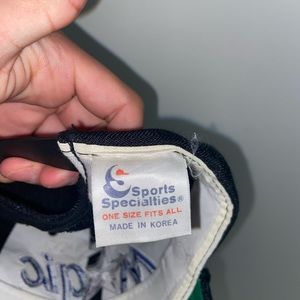 Sports
Specialties®
ONE SIZE FITS ALL
MADE IN KOREA